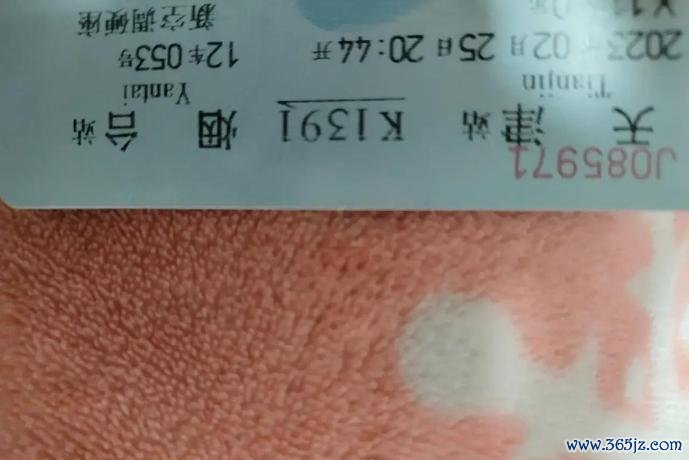 J085971
天津站 K1391 烟台站
Tianjin Yantai
2023年02月25日 20:44开 12车053号
新空调硬座
www.365jz.com